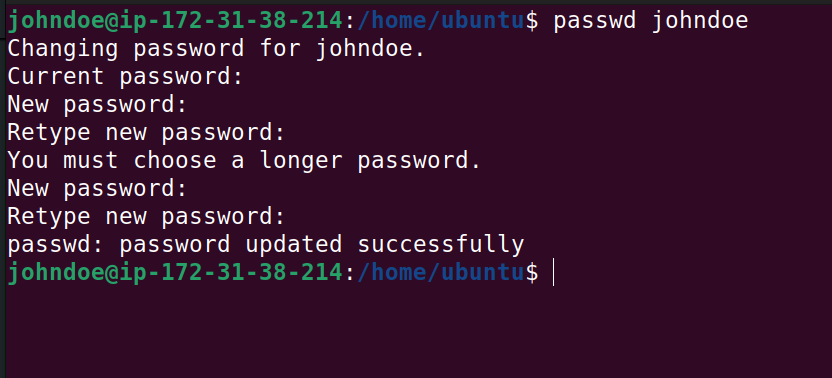 johndoe@ip-172-31-38-214:/home/ubuntu$ passwd johndoe
Changing password for johndoe.
Current password:
New password:
Retype new password:
You must choose a longer password.
New password:
Retype new password:
passwd: password updated successfully
johndoe@ip-172-31-38-214:/home/ubuntu$